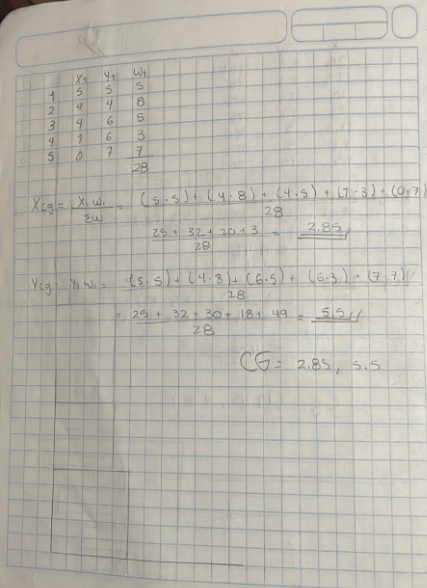 X₁ Y₁ W₁
1 5 5 5
2 4 4 8
3 4 6 5
4 1 6 3
5 0 7 7
28
Xcg = X₁ W₁ / ΣW = (5·5) + (4·8) + (4·5) + (1·3) + (0·7) / 28
25 + 32 + 20 + 3 / 28 = 2.85
Ycg = Y₁ W₁ = (5·5) + (4·8) + (6·5) + (6·3) + (7·7) / 28
= 25 + 32 + 30 + 18 + 49 / 28 = 5.5
CG = 2.85, 5.5